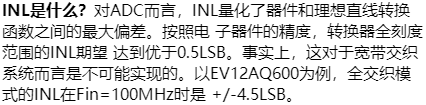 INL是什么？对ADC而言，INL量化了器件和理想直线转换
函数之间的最大偏差。按照电 子器件的精度，转换器全刻度
范围的INL期望 达到优于0.5LSB。事实上，这对于宽带交织
系统而言是不可能实现的。以EV12AQ600为例，全交织模
式的INL在Fin=100MHz时是 +/-4.5LSB。